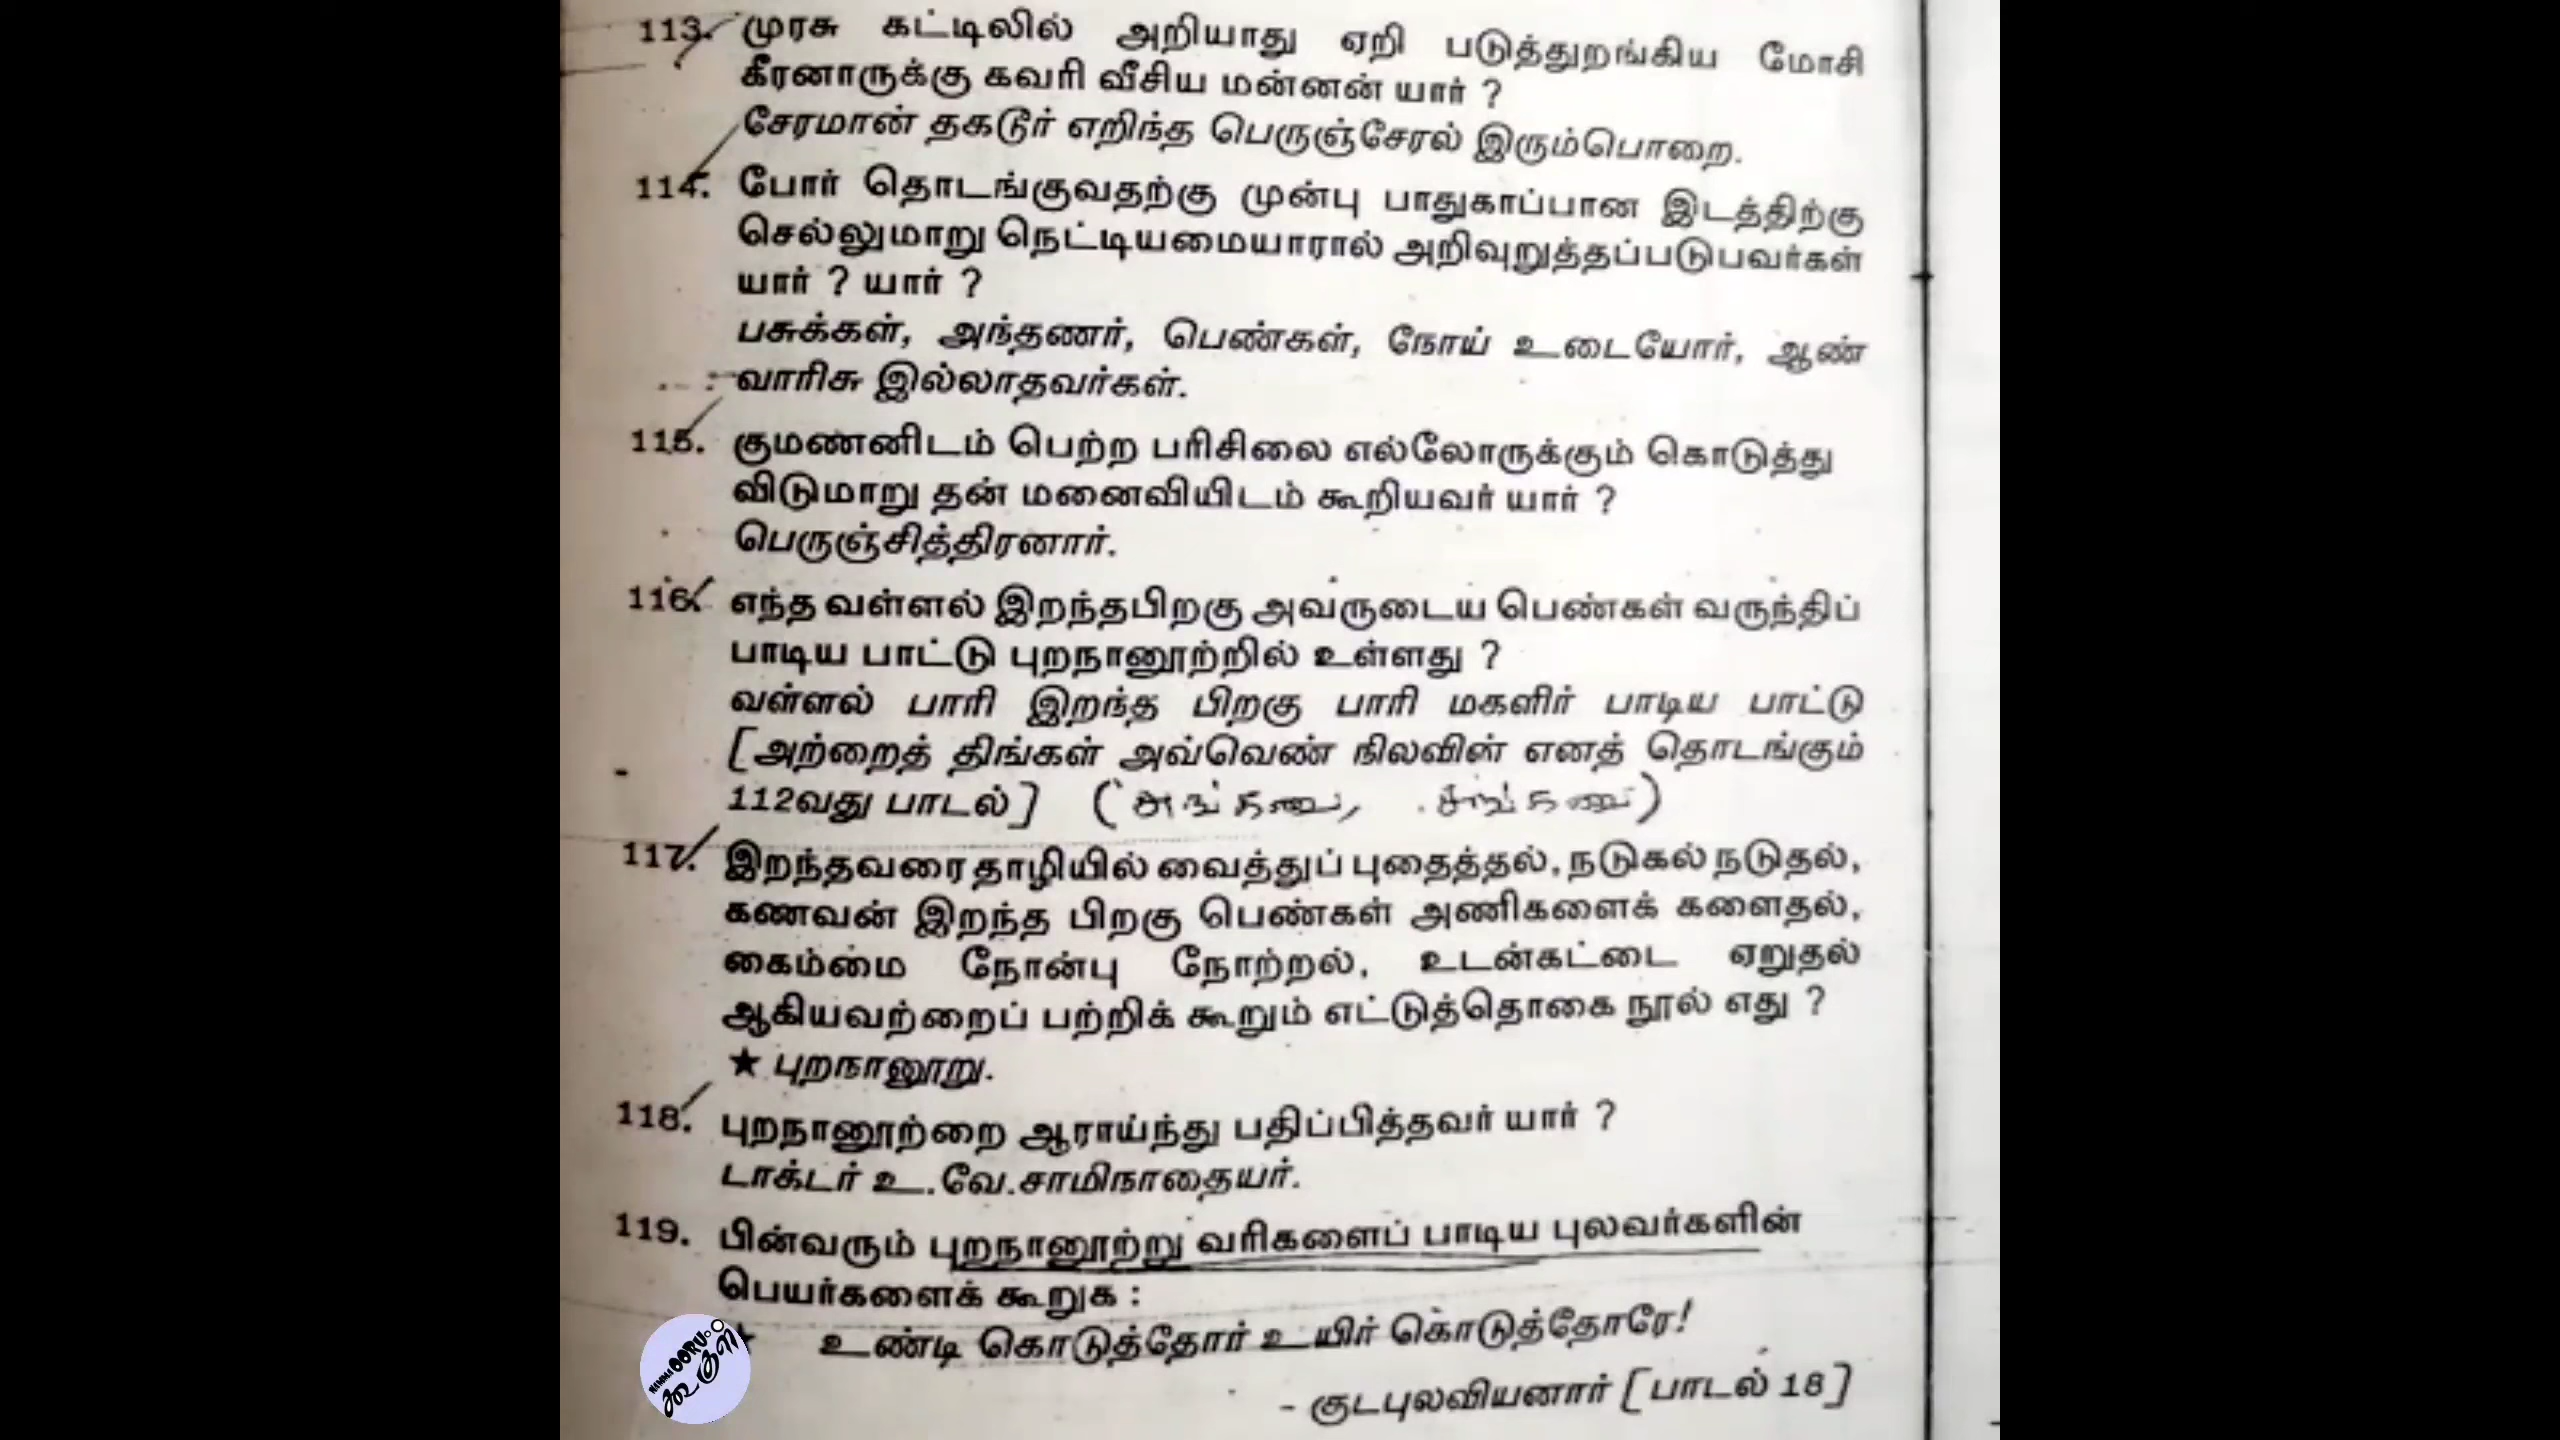 113. முரசு கட்டிலில் அறியாது ஏறி படுத்துறங்கிய மோசி
கீரனாருக்கு கவரி வீசிய மன்னன் யார் ?
சேரமான் தகடூர் எறிந்த பெருஞ்சேரல் இரும்பொறை.
114. போர் தொடங்குவதற்கு முன்பு பாதுகாப்பான இடத்திற்கு
செல்லுமாறு நெட்டியமையாரால் அறிவுறுத்தப்படுபவர்கள்
யார் ? யார் ?
பசுக்கள், அந்தணர், பெண்கள், நோய் உடையோர், ஆண்
வாரிசு இல்லாதவர்கள்.
115. குமணனிடம் பெற்ற பரிசிலை எல்லோருக்கும் கொடுத்து
விடுமாறு தன் மனைவியிடம் கூறியவர் யார் ?
பெருஞ்சித்திரனார்.
116. எந்த வள்ளல் இறந்தபிறகு அவருடைய பெண்கள் வருந்திப்
பாடிய பாட்டு புறநானூற்றில் உள்ளது ?
வள்ளல் பாரி இறந்த பிறகு பாரி மகளிர் பாடிய பாட்டு
[அற்றைத் திங்கள் அவ்வெண் நிலவின் எனத் தொடங்கும்
112வது பாடல்] (அங்கவை, சங்கவை)
117. இறந்தவரை தாழியில் வைத்துப் புதைத்தல், நடுகல் நடுதல்,
கணவன் இறந்த பிறகு பெண்கள் அணிகளைக் களைதல்,
கைம்மை நோன்பு நோற்றல், உடன்கட்டை ஏறுதல்
ஆகியவற்றைப் பற்றிக் கூறும் எட்டுத்தொகை நூல் எது ?
★ புறநானூறு.
118. புறநானூற்றை ஆராய்ந்து பதிப்பித்தவர் யார் ?
டாக்டர் உ.வே.சாமிநாதையர்.
119. பின்வரும் புறநானூற்று வரிகளைப் பாடிய புலவர்களின்
பெயர்களைக் கூறுக :
உண்டி கொடுத்தோர் உயிர் கொடுத்தோரே!
- குடபுலவியனார் [பாடல் 18]